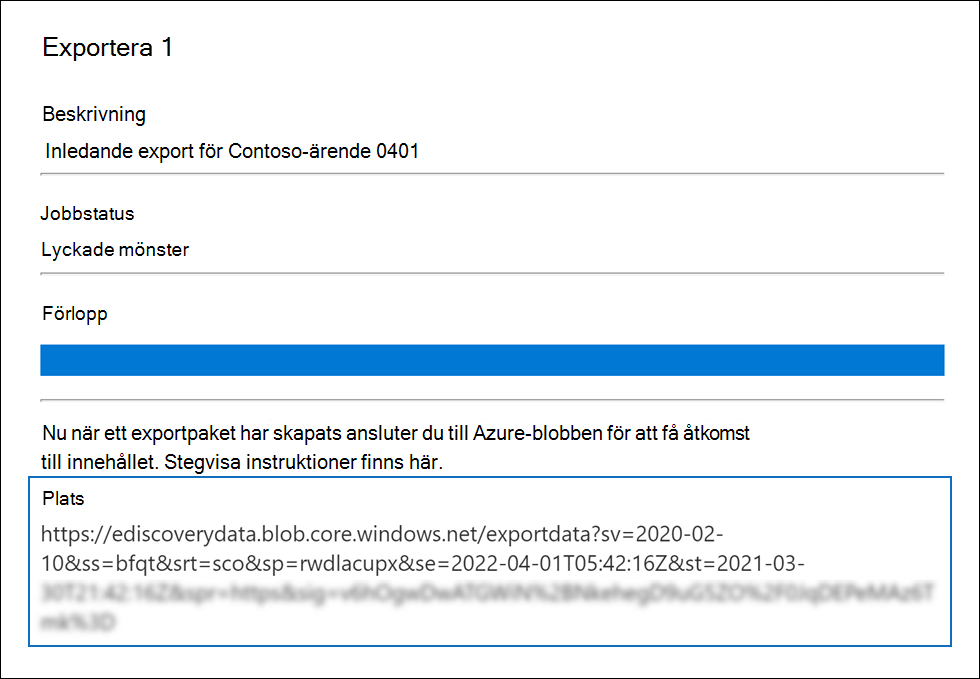 Exportera 1
Beskrivning
Inledande export för Contoso-ärende 0401
Jobbstatus
Lyckade mönster
Förlopp
Nu när ett exportpaket har skapats ansluter du till Azure-blobben för att få åtkomst
till innehållet. Stegvisa instruktioner finns här.
Plats
https://ediscoverydata.blob.core.windows.net/exportdata?sv=2020-02-
10&ss=bfqt&srt=sco&sp=rwdlacupx&se=2022-04-01T05:42:16Z&st=2021-03-